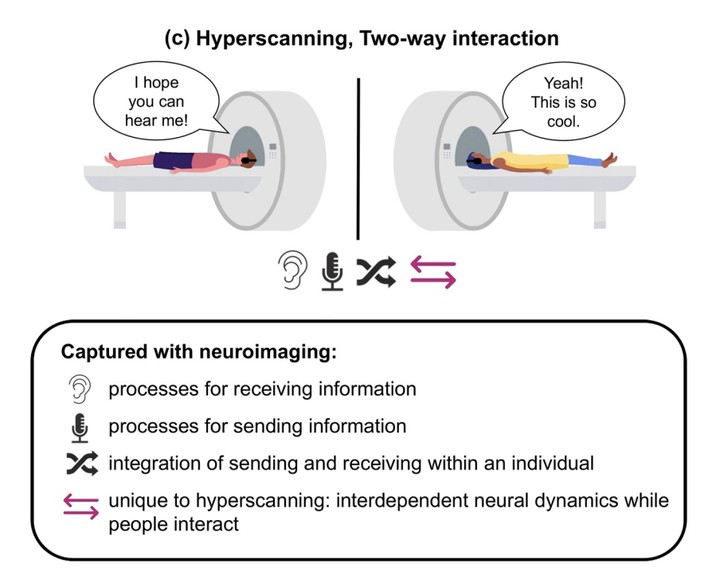 (c) Hyperscanning, Two-way interaction
I hope
you can
hear me!
Yeah!
This is so
cool.
Captured with neuroimaging:
processes for receiving information
processes for sending information
integration of sending and receiving within an individual
unique to hyperscanning: interdependent neural dynamics while
people interact